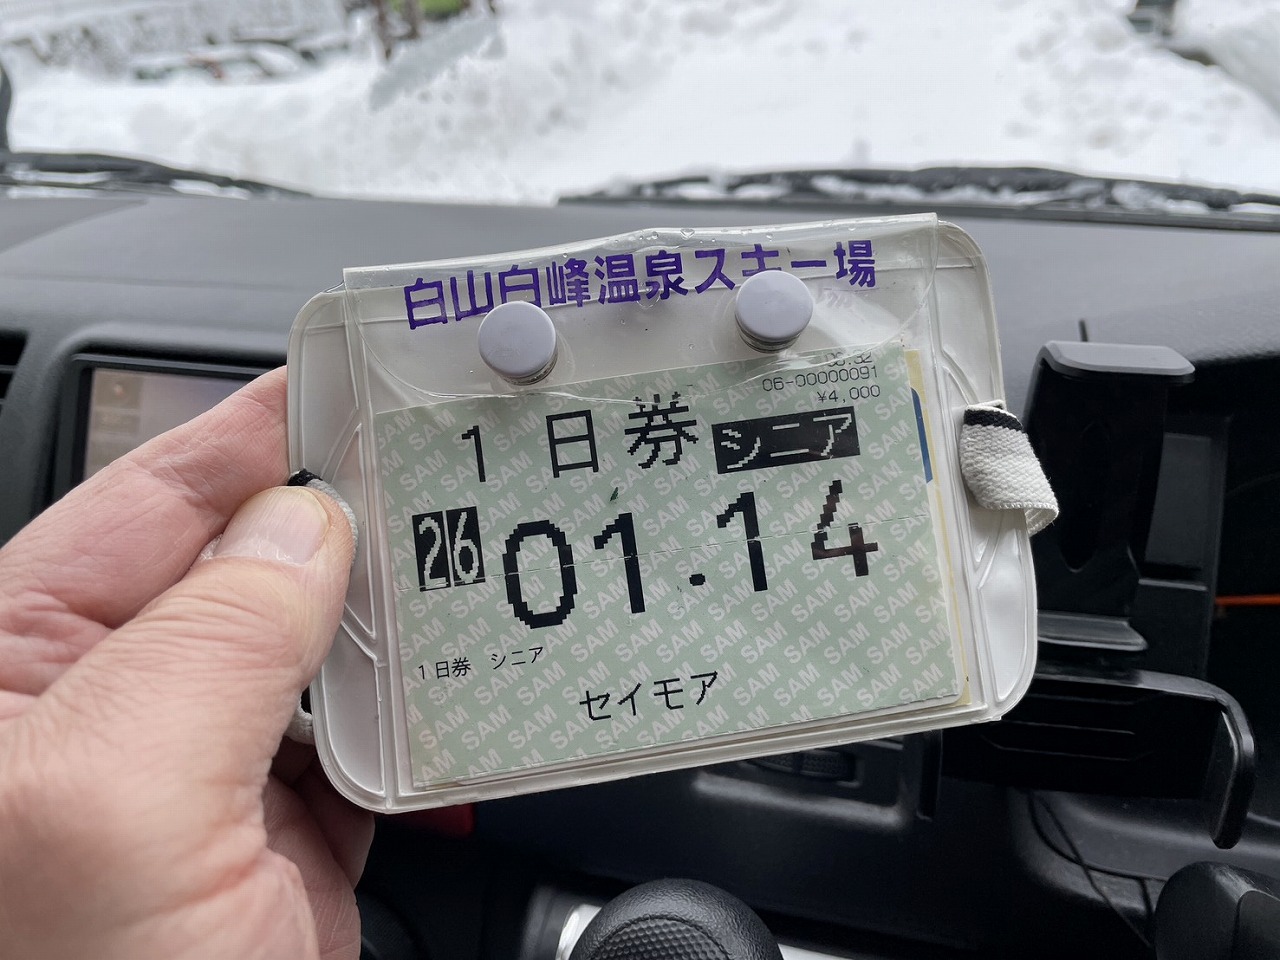 白山白峰温泉スキー場
06-00000091
¥4,000
1日券 シニア
26 01.14
1日券 シニア
セイモア
SAM